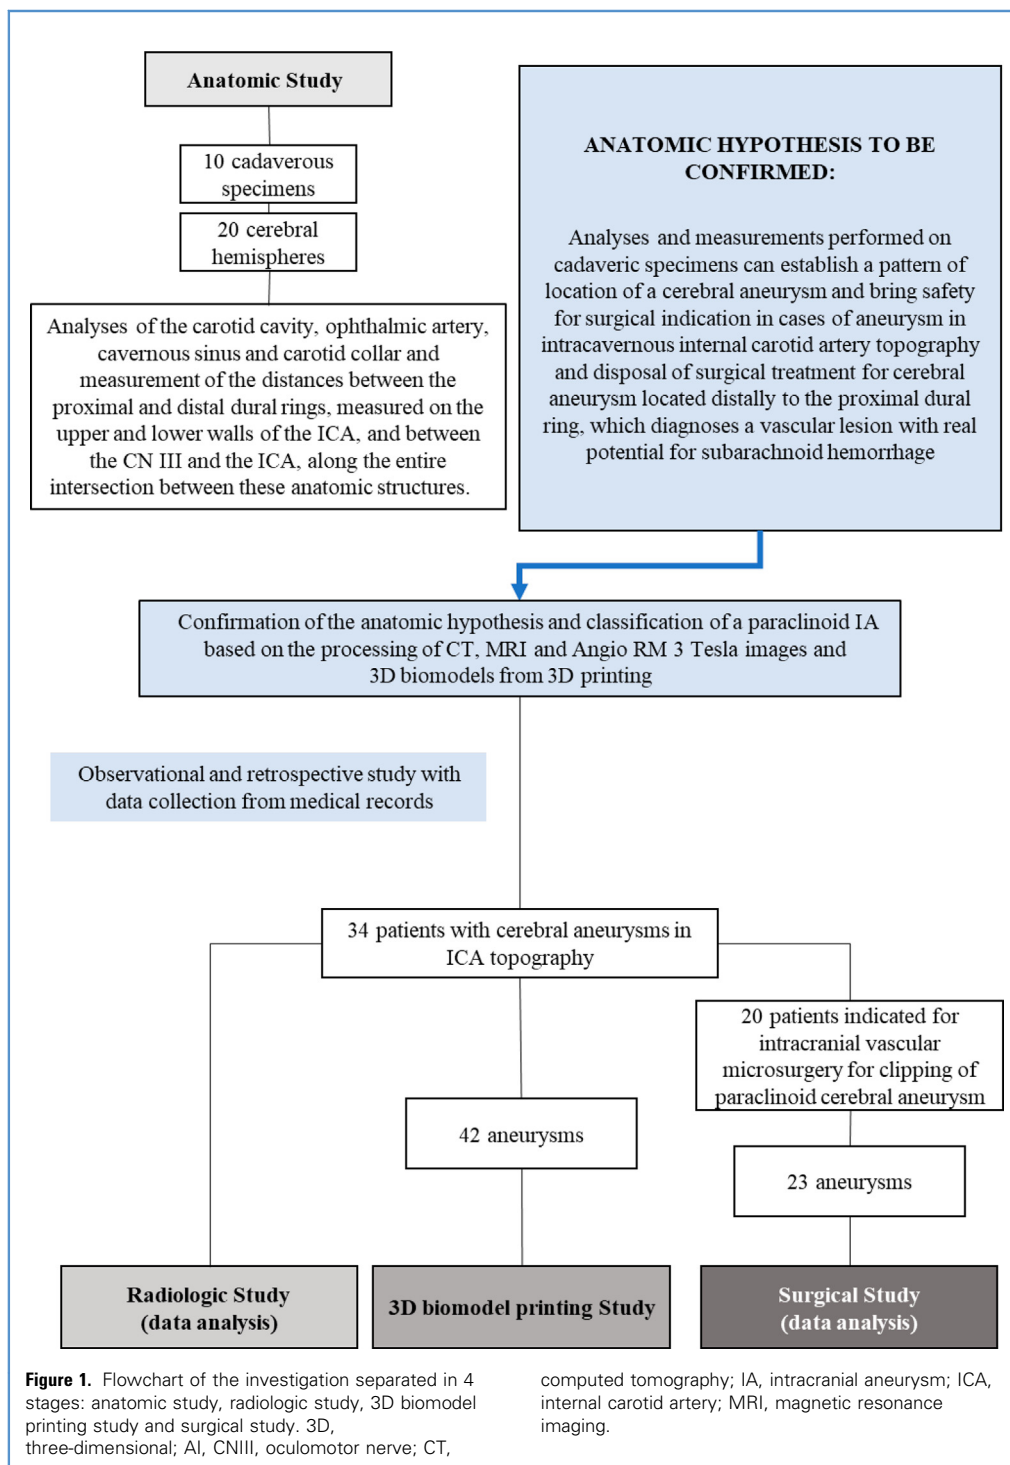 Anatomic Study
10 cadaverous
specimens
20 cerebral
hemispheres
Analyses of the carotid cavity, ophthalmic artery,
cavernous sinus and carotid collar and
measurement of the distances between the
proximal and distal dural rings, measured on the
upper and lower walls of the ICA, and between
the CN III and the ICA, along the entire
intersection between these anatomic structures.
ANATOMIC HYPOTHESIS TO BE
CONFIRMED:
Analyses and measurements performed on
cadaveric specimens can establish a pattern of
location of a cerebral aneurysm and bring safety
for surgical indication in cases of aneurysm in
intracavernous internal carotid artery topography
and disposal of surgical treatment for cerebral
aneurysm located distally to the proximal dural
ring, which diagnoses a vascular lesion with real
potential for subarachnoid hemorrhage
Confirmation of the anatomic hypothesis and classification of a paraclinoid IA
based on the processing of CT, MRI and Angio RM 3 Tesla images and
3D biomodels from 3D printing
Observational and retrospective study with
data collection from medical records
34 patients with cerebral aneurysms in
ICA topography
20 patients indicated for
intracranial vascular
microsurgery for clipping of
paraclinoid cerebral aneurysm
42 aneurysms
23 aneurysms
Radiologic Study
(data analysis)
3D biomodel printing Study
Surgical Study
(data analysis)
Figure 1. Flowchart of the investigation separated in 4
stages: anatomic study, radiologic study, 3D biomodel
printing study and surgical study. 3D,
three-dimensional; AI, CNIII, oculomotor nerve; CT,
computed tomography; IA, intracranial aneurysm; ICA,
internal carotid artery; MRI, magnetic resonance
imaging.